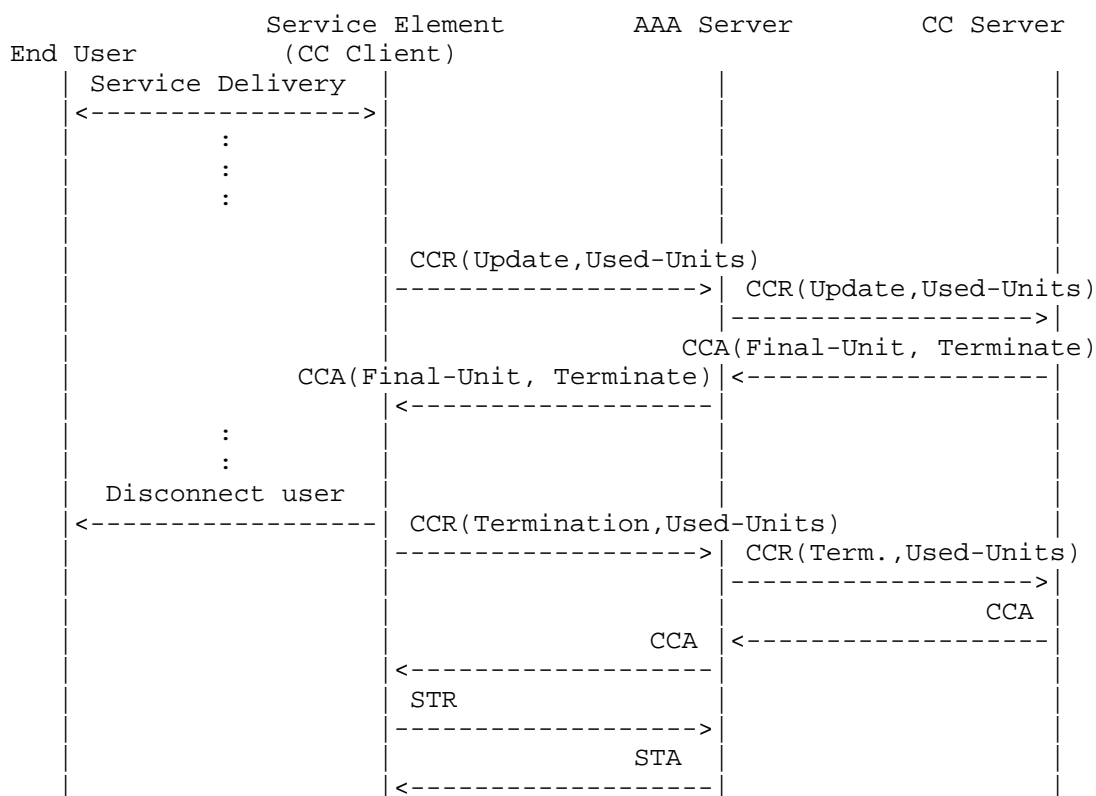 Service Element AAA Server CC Server
End User (CC Client)
Service Delivery
<----------------->
:
:
:
CCR(Update,Used-Units)
------------------->| CCR(Update,Used-Units)
------------------->
CCA(Final-Unit, Terminate)
CCA(Final-Unit, Terminate)|<-------------------
<-------------------
:
:
Disconnect user
<------------------| CCR(Termination,Used-Units)
------------------->| CCR(Term.,Used-Units)
------------------->
CCA
CCA |<-------------------
<-------------------
STR
------------------->
STA
<-------------------